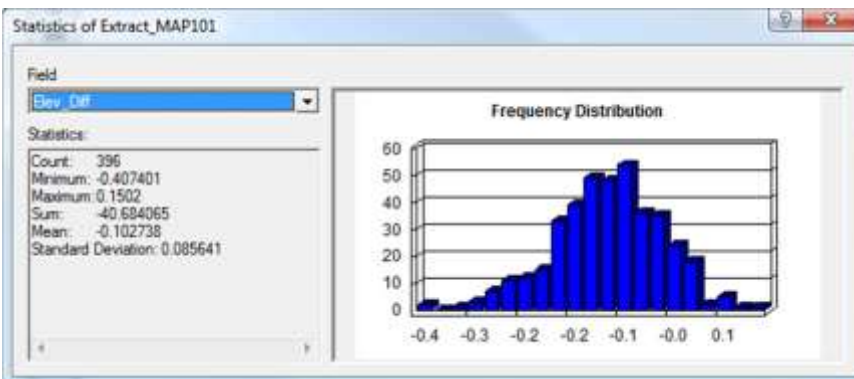 Statistics of Extract_MAP101
Field
Elev_Diff
Statistics:
Count: 396
Minimum: -0.407401
Maximum: 0.1502
Sum: -40.684065
Mean: -0.102738
Standard Deviation: 0.085641
Frequency Distribution
60
50
40
30
20
10
0
-0.4 -0.3 -0.2 -0.2 -0.1 -0.0 0.1